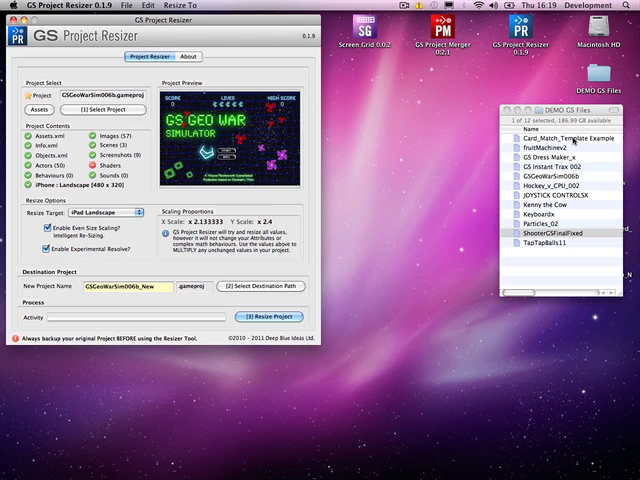 GS Project Resizer 0.1.9 File Edit Resize To Thu 16:19 Development
GS Project Resizer
PR GS Project Resizer 0.1.9
Project Resizer About
Project Select
Project GSGeoWarSim006b.gameproj
Assets [1] Select Project
Project Contents
Assets.xml Images (57)
Info.xml Scenes (3)
Objects.xml Screenshots (9)
Actors (50) Shaders
Behaviours (0) Sounds (0)
iPhone : Landscape [480 x 320]
Project Preview
SCORE LIVES HIGH SCORE
0 0
GS GEO WAR
SIMULATOR
Resize Options
Resize Target: iPad Landscape
Enable Even Size Scaling?
Intelligent Re-Sizing.
Enable Experimental Resolve?
Scaling Proportions
X Scale: x 2.133333 Y Scale: x 2.4
GS Project Resizer will try and resize all values,
however it will not change your Attributes or
complex math behaviours. Use the values above to
MULTIPLY any unchanged values in your project.
Destination Project
New Project Name GSGeoWarSim006b_New .gameproj [2] Select Destination Path
Process
Activity [3] Resize Project
Always backup your original Project BEFORE using the Resizer Tool. ©2010 - 2011 Deep Blue Ideas Ltd.
SG
Screen Grid 0.0.2
PM
GS Project Merger
0.2.1
PR
GS Project Resizer
0.1.9
Macintosh HD
DEMO GS Files
DEMO GS Files
1 of 12 selected, 186.99 GB available
Name
Card_Match_Template Example
fruitMachinev2
GS Dress Maker_x
GS Instant Trax 002
GSGeoWarSim006b
Hockey_v_CPU_002
JOYSTICK CONTROLSX
Kenny the Cow
Keyboardx
Particles_02
ShooterGSFinalFixed
TapTapBalls11